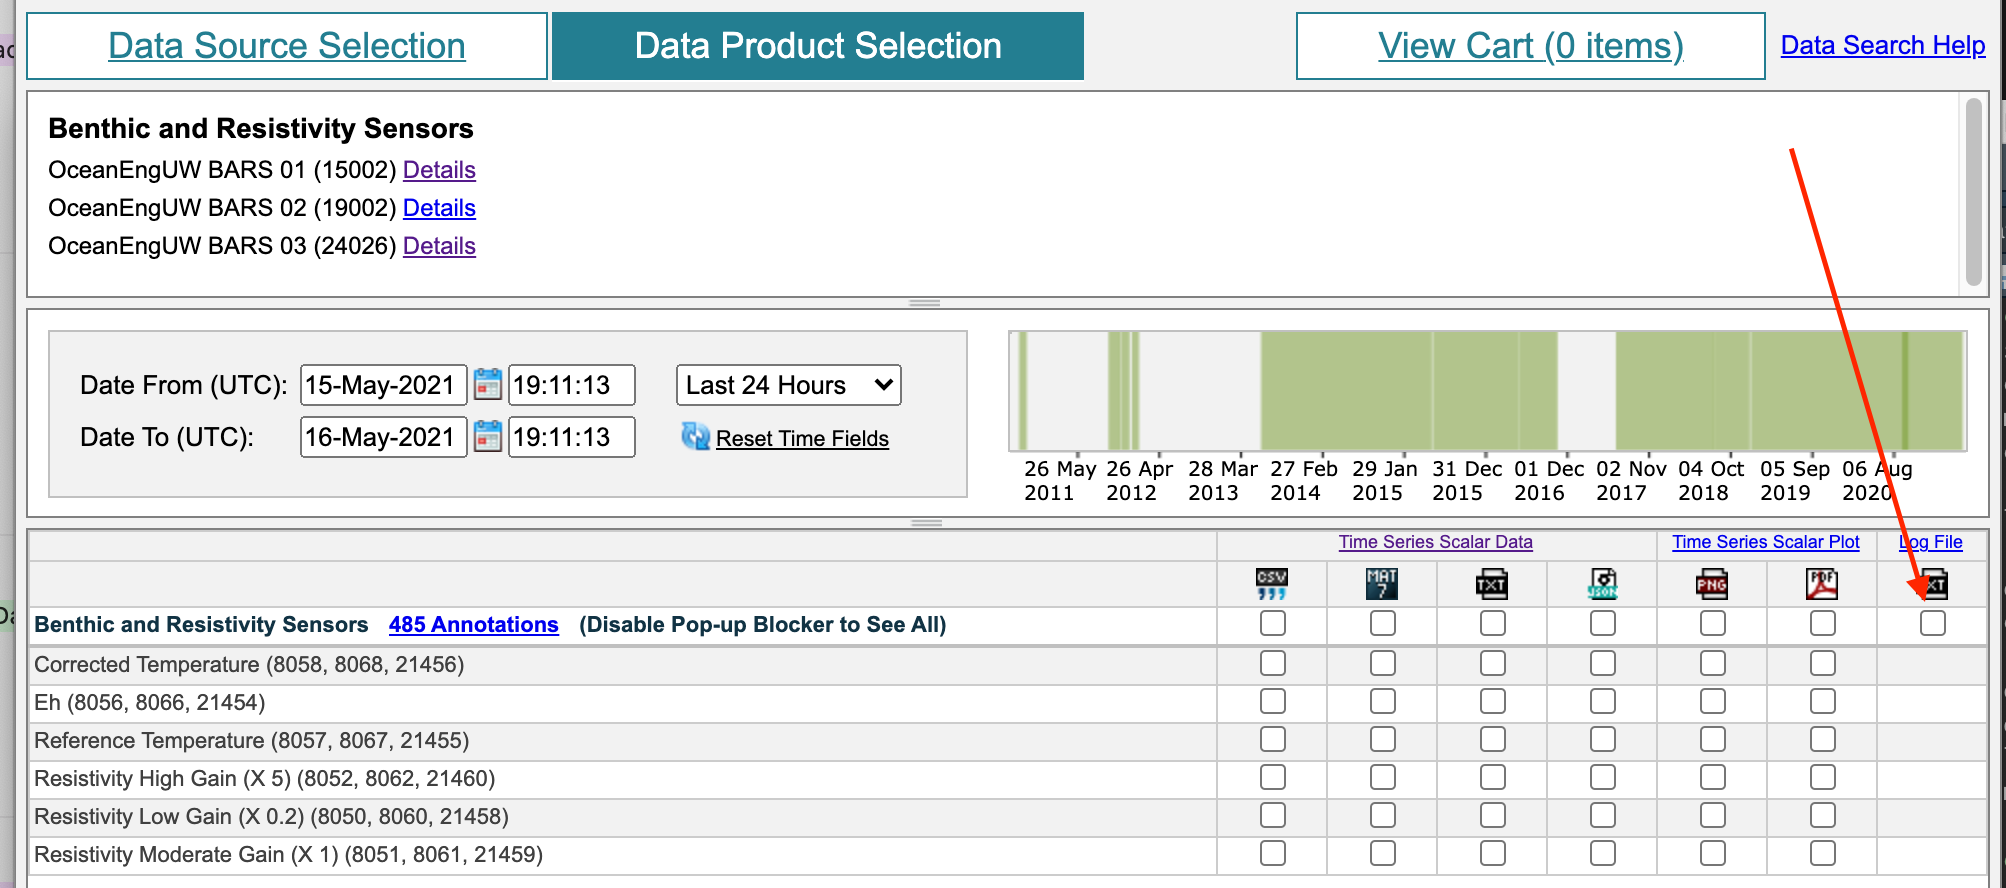 Data Source Selection
Data Product Selection
View Cart (0 items)
Data Search Help
Benthic and Resistivity Sensors
OceanEngUW BARS 01 (15002) Details
OceanEngUW BARS 02 (19002) Details
OceanEngUW BARS 03 (24026) Details
Date From (UTC): 15-May-2021 19:11:13 Last 24 Hours
Date To (UTC): 16-May-2021 19:11:13 Reset Time Fields
26 May 26 Apr 28 Mar 27 Feb 29 Jan 31 Dec 01 Dec 02 Nov 04 Oct 05 Sep 06 Aug
2011 2012 2013 2014 2015 2015 2016 2017 2018 2019 2020
Time Series Scalar Data Time Series Scalar Plot Log File
CSV MAT 7 TXT JSON PNG PDF
Benthic and Resistivity Sensors 485 Annotations (Disable Pop-up Blocker to See All)
Corrected Temperature (8058, 8068, 21456)
Eh (8056, 8066, 21454)
Reference Temperature (8057, 8067, 21455)
Resistivity High Gain (X 5) (8052, 8062, 21460)
Resistivity Low Gain (X 0.2) (8050, 8060, 21458)
Resistivity Moderate Gain (X 1) (8051, 8061, 21459)